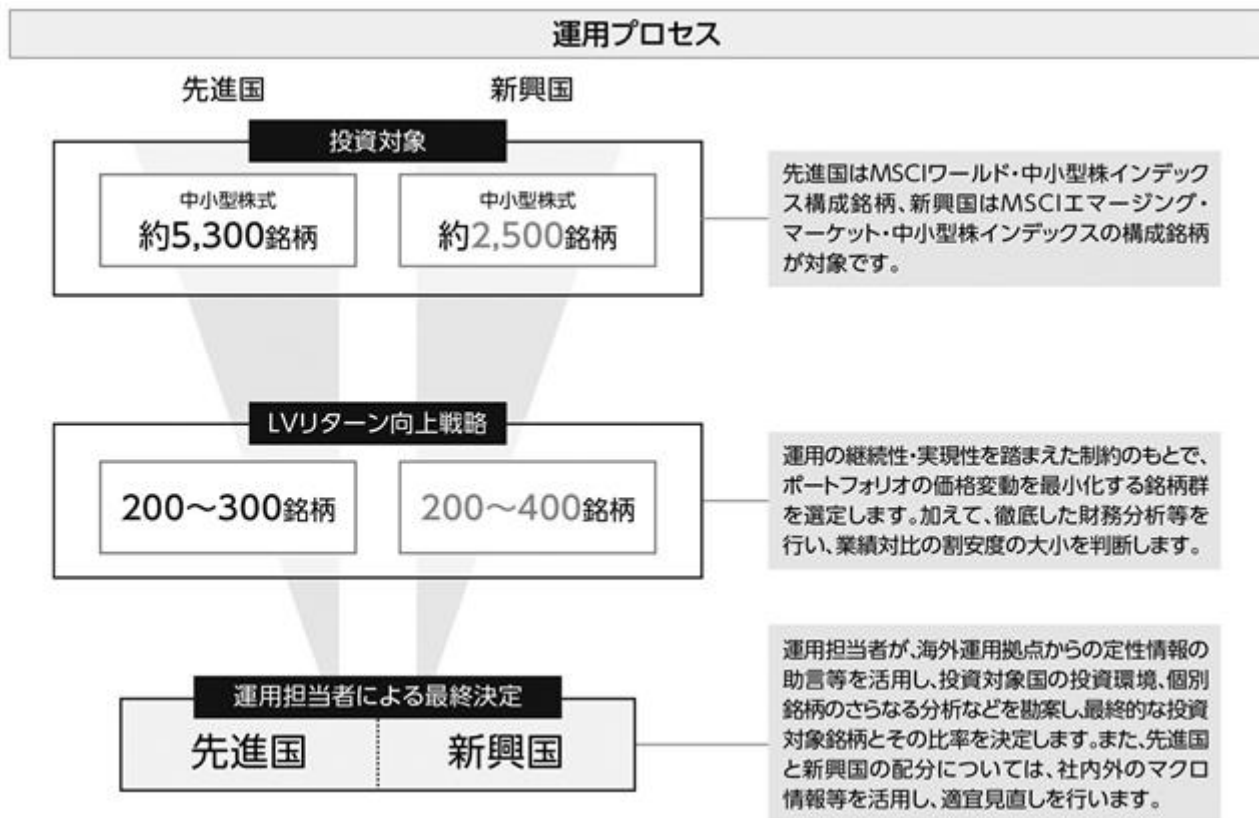 運用プロセス
先進国
新興国
投資対象
中小型株式
約5,300銘柄
中小型株式
約2,500銘柄
先進国はMSCIワールド・中小型株インデック
ス構成銘柄、新興国はMSCIエマージング・
マーケット・中小型株インデックスの構成銘柄
が対象です。
LVリターン向上戦略
200〜300銘柄
200〜400銘柄
運用の継続性・実現性を踏まえた制約のもとで、
ポートフォリオの価格変動を最小化する銘柄群
を選定します。加えて、徹底した財務分析等を
行い、業績対比の割安度の大小を判断します。
運用担当者による最終決定
先進国
新興国
運用担当者が、海外運用拠点からの定性情報の
助言等を活用し、投資対象国の投資環境、個別
銘柄のさらなる分析などを勘案し、最終的な投資
対象銘柄とその比率を決定します。また、先進国
と新興国の配分については、社内外のマクロ
情報等を活用し、適宜見直しを行います。